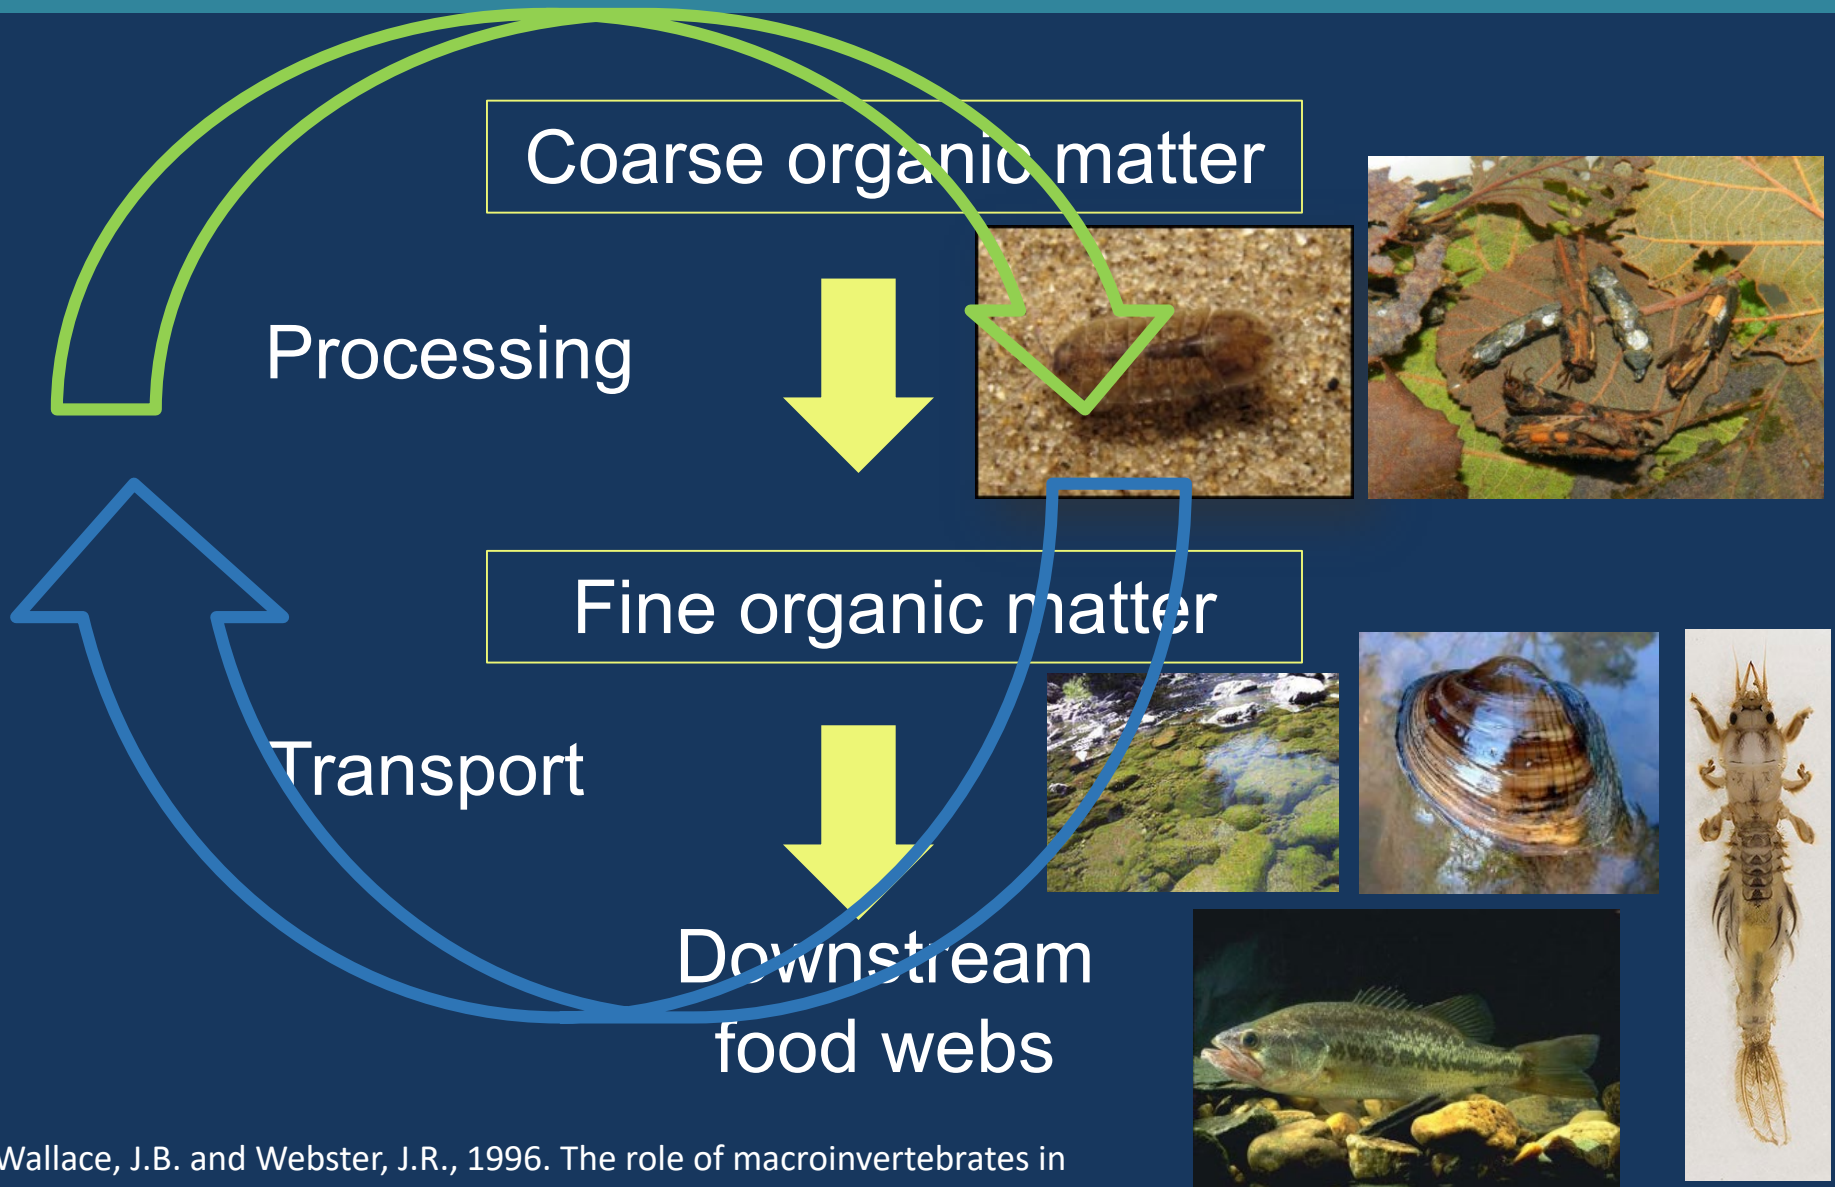 Coarse organic matter
Processing
Fine organic matter
Transport
Downstream
food webs
Wallace, J.B. and Webster, J.R., 1996. The role of macroinvertebrates in